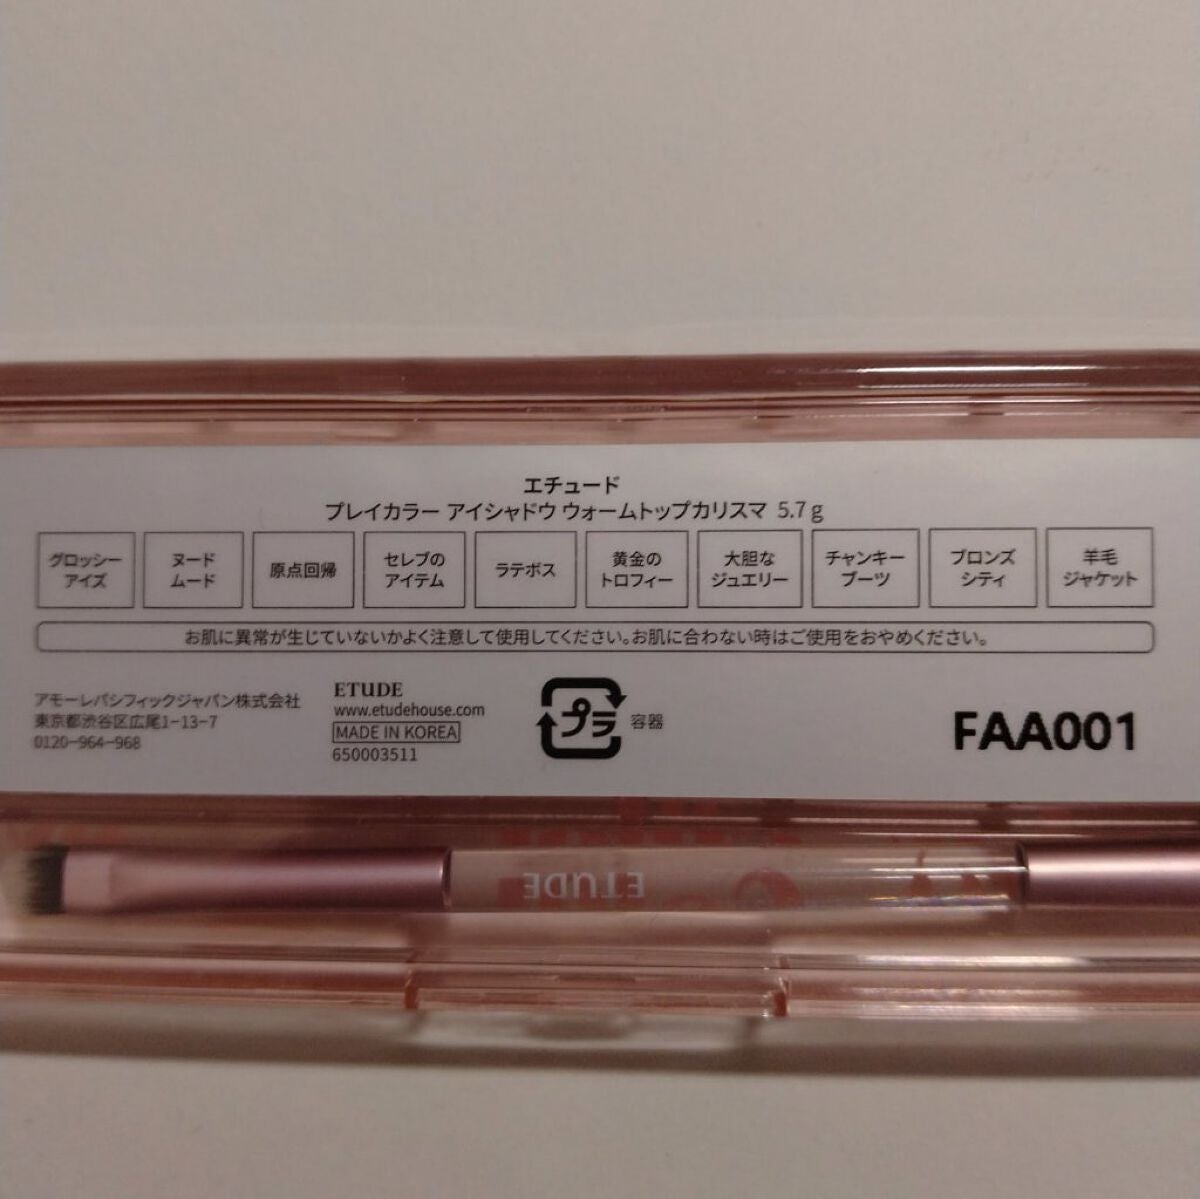 エチュード
プレイカラー アイシャドウ ウォームトップカリスマ 5.7 g
グロッシー
アイズ
ヌード
ムード
原点回帰
セレブの
アイテム
ラテボス
黄金の
トロフィー
大胆な
ジュエリー
チャンキー
ブーツ
ブロンズ
シティ
羊毛
ジャケット
お肌に異常が生じていないかよく注意して使用してください。お肌に合わない時はご使用をおやめください。
アモーレパシフィックジャパン株式会社
東京都渋谷区広尾1-13-7
0120-964-968
ETUDE
www.etudehouse.com
MADE IN KOREA
650003511
プラ
容器
FAA001
ETUDE